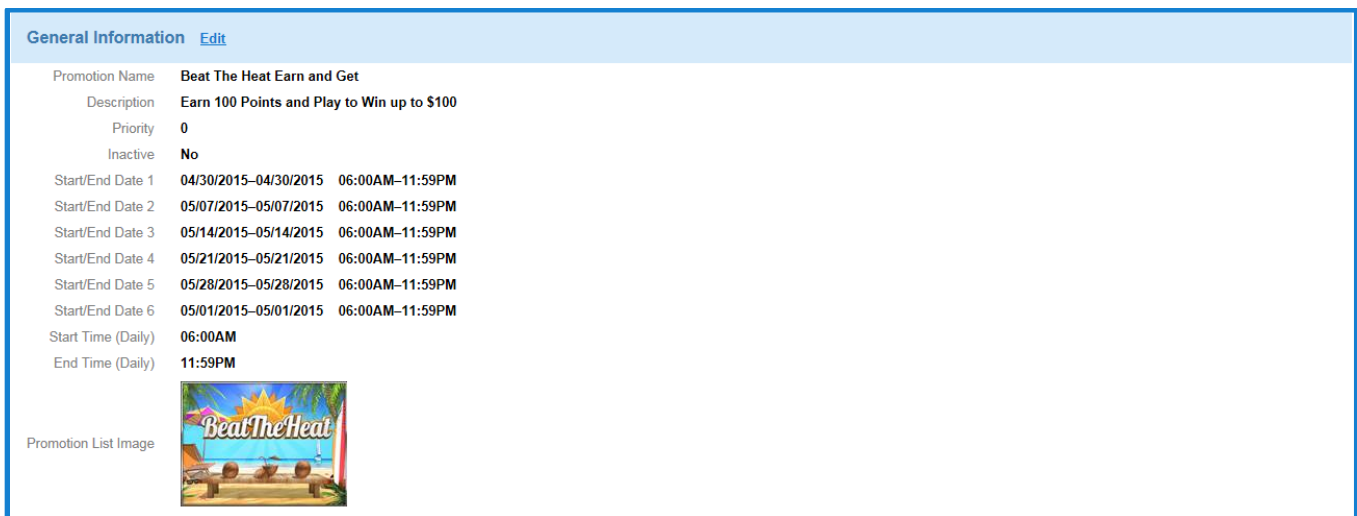 General Information Edit
Promotion Name Beat The Heat Earn and Get
Description Earn 100 Points and Play to Win up to $100
Priority 0
Inactive No
Start/End Date 1 04/30/2015–04/30/2015 06:00AM–11:59PM
Start/End Date 2 05/07/2015–05/07/2015 06:00AM–11:59PM
Start/End Date 3 05/14/2015–05/14/2015 06:00AM–11:59PM
Start/End Date 4 05/21/2015–05/21/2015 06:00AM–11:59PM
Start/End Date 5 05/28/2015–05/28/2015 06:00AM–11:59PM
Start/End Date 6 05/01/2015–05/01/2015 06:00AM–11:59PM
Start Time (Daily) 06:00AM
End Time (Daily) 11:59PM
Promotion List Image
BeatTheHeat